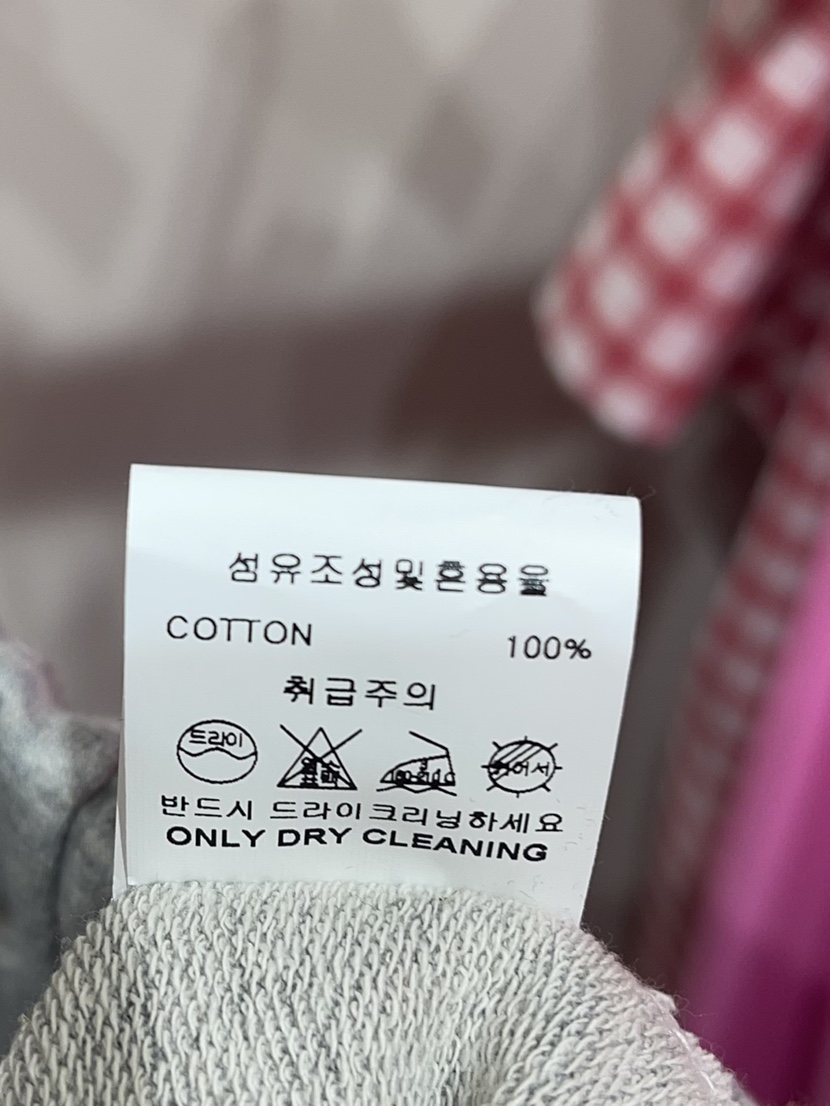 섬유조성및혼용율
COTTON 100%
취급주의
드라이
반드시 드라이크리닝하세요
ONLY DRY CLEANING